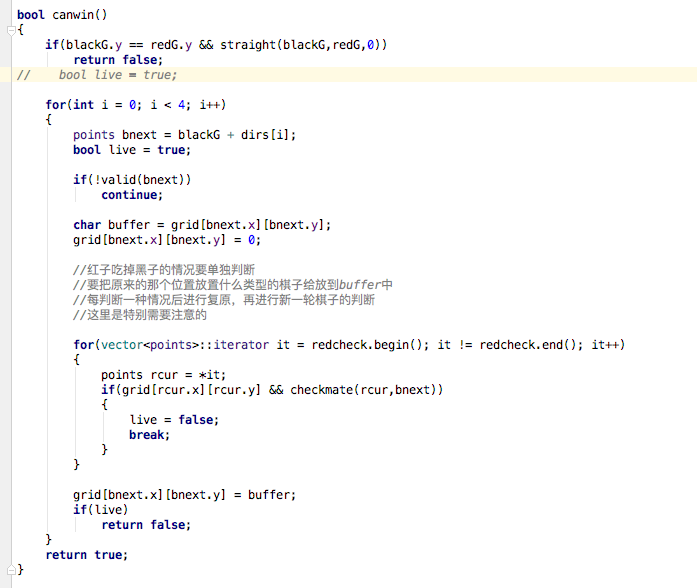 bool canwin()
{
    if(blackG.y == redG.y && straight(blackG,redG,0))
        return false;
//    bool live = true;
    for(int i = 0; i < 4; i++)
    {
        points bnext = blackG + dirs[i];
        bool live = true;
        if(!valid(bnext))
            continue;
        char buffer = grid[bnext.x][bnext.y];
        grid[bnext.x][bnext.y] = 0;
        //红子吃掉黑子的情况要单独判断
        //要把原来的那个位置放置什么类型的棋子给放到buffer中
        //每判断一种情况后进行复原，再进行新一轮棋子的判断
        //这里是特别需要注意的
        for(vector<points>::iterator it = redcheck.begin(); it != redcheck.end(); it++)
        {
            points rcur = *it;
            if(grid[rcur.x][rcur.y] && checkmate(rcur,bnext))
            {
                live = false;
                break;
            }
        }
        grid[bnext.x][bnext.y] = buffer;
        if(live)
            return false;
    }
    return true;
}